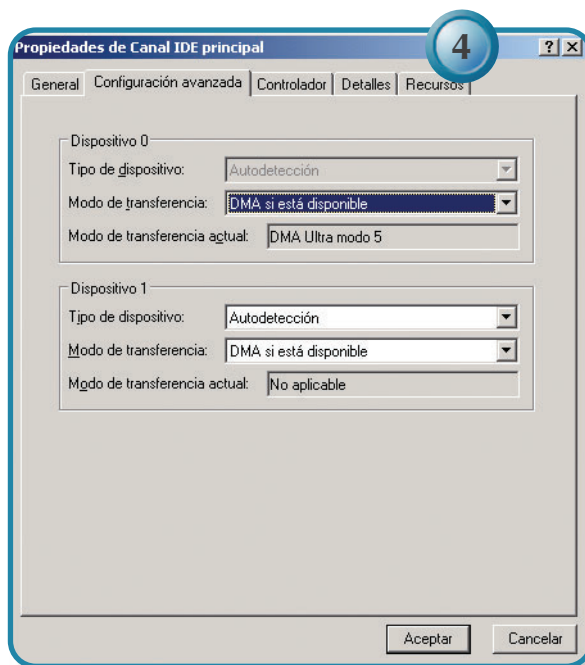 4
Propiedades de Canal IDE principal
General Configuración avanzada Controlador Detalles Recursos
Dispositivo 0
Tipo de dispositivo: Autodetección
Modo de transferencia: DMA si está disponible
Modo de transferencia actual: DMA Ultra modo 5
Dispositivo 1
Tipo de dispositivo: Autodetección
Modo de transferencia: DMA si está disponible
Modo de transferencia actual: No aplicable
Aceptar Cancelar